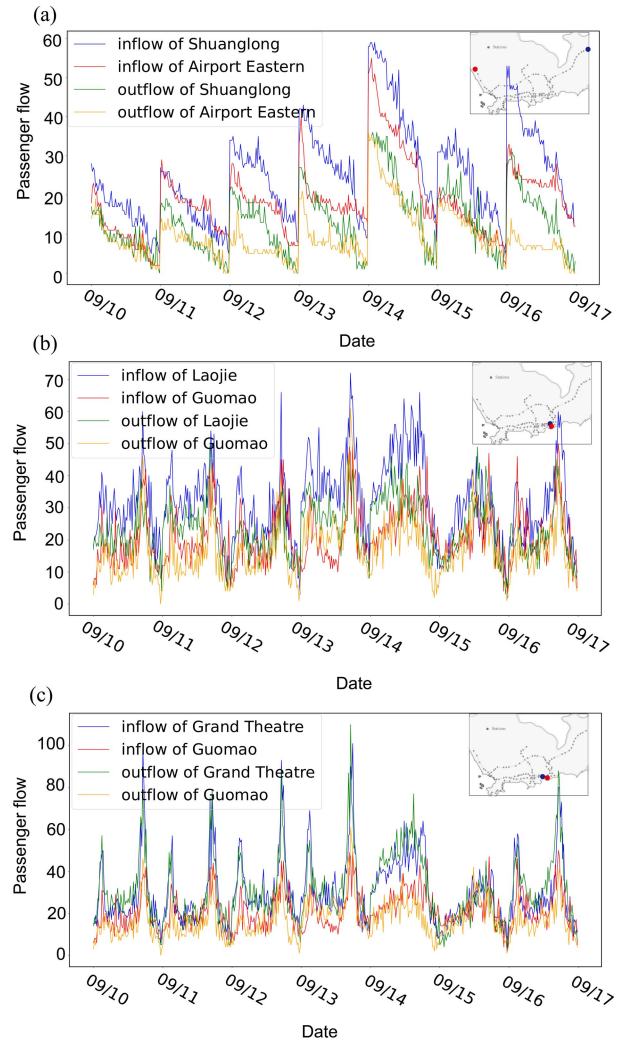 (a)
60
50
40
30
20
10
0
Passenger flow
inflow of Shuanglong
inflow of Airport Eastern
outflow of Shuanglong
outflow of Airport Eastern
Stations
09/10
09/11
09/12
09/13
09/14
09/15
09/16
09/17
Date
(b)
70
60
50
40
30
20
10
0
Passenger flow
inflow of Laojie
inflow of Guomao
outflow of Laojie
outflow of Guomao
Stations
09/10
09/11
09/12
09/13
09/14
09/15
09/16
09/17
Date
(c)
100
80
60
40
20
0
Passenger flow
inflow of Grand Theatre
inflow of Guomao
outflow of Grand Theatre
outflow of Guomao
Stations
09/10
09/11
09/12
09/13
09/14
09/15
09/16
09/17
Date